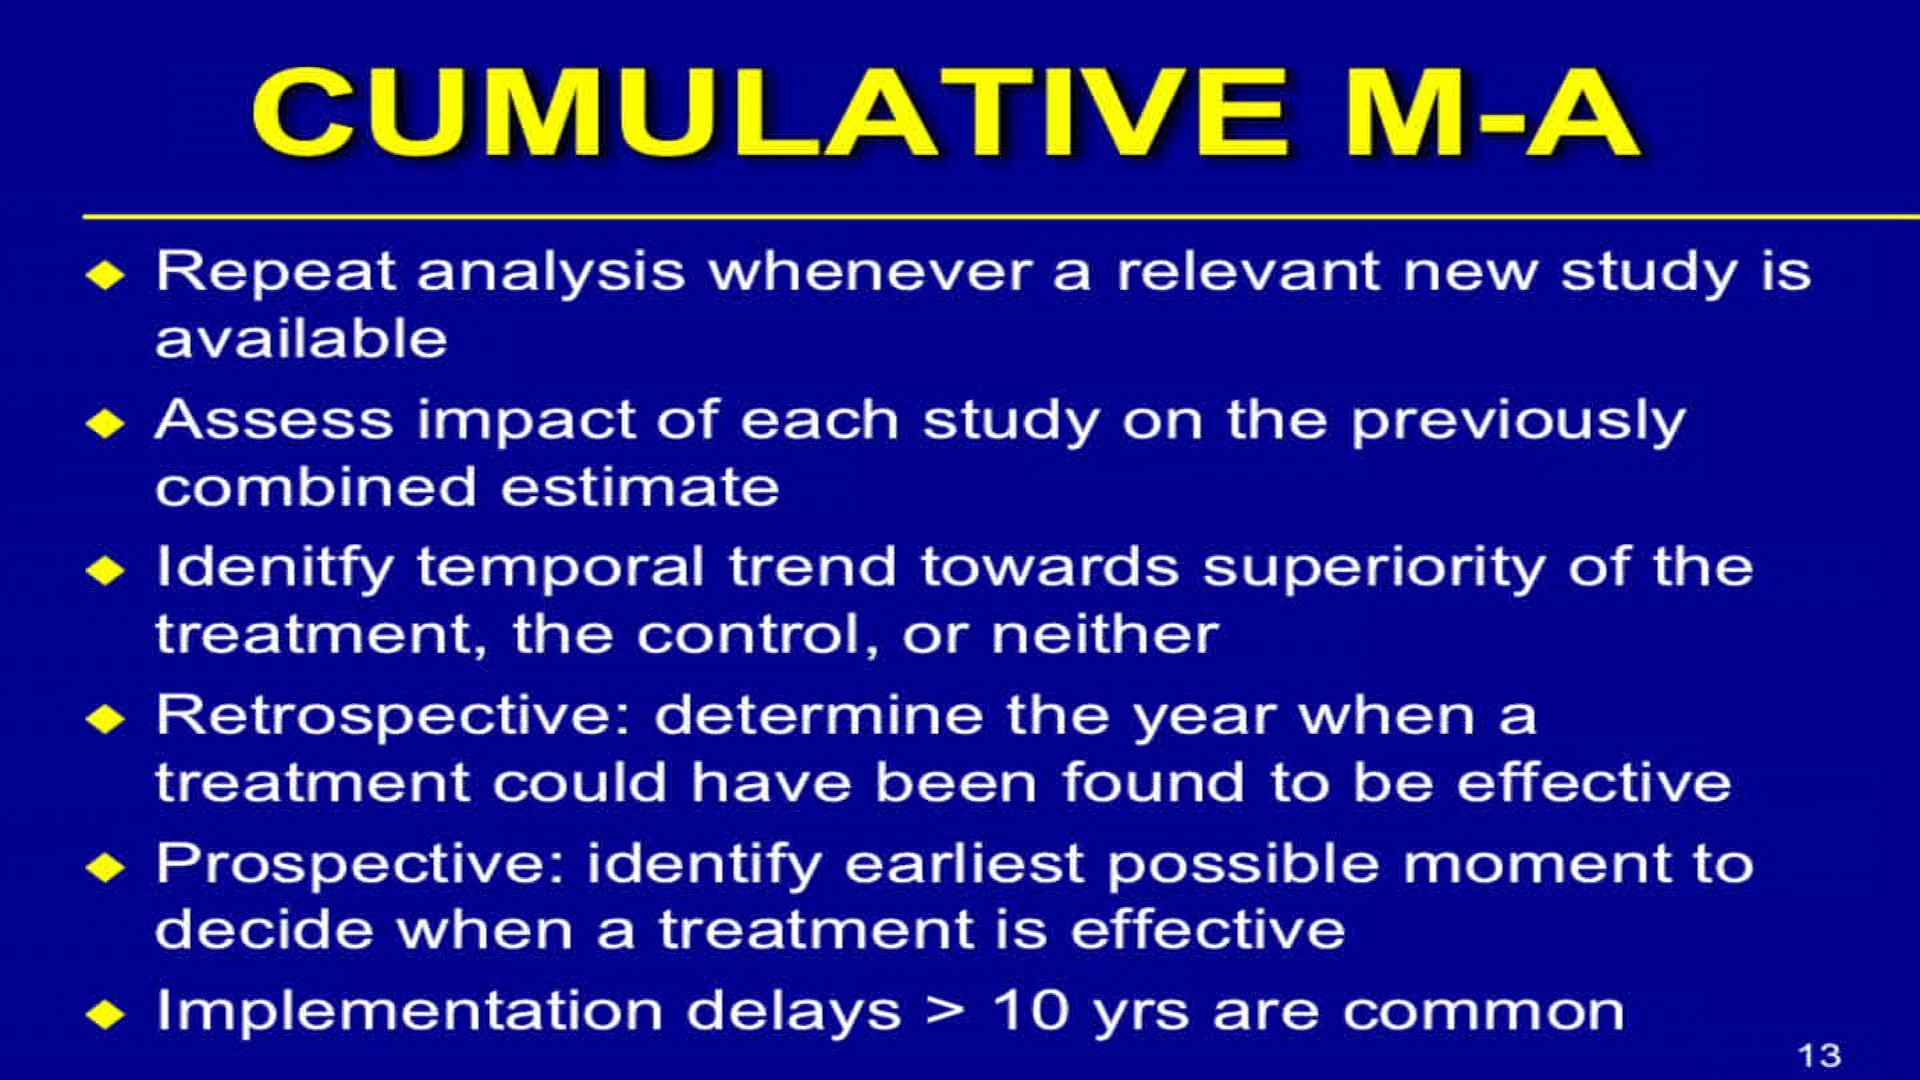 CUMULATIVE M-A
Repeat analysis whenever a relevant new study is
available
Assess impact of each study on the previously
combined estimate
Idenitfy temporal trend towards superiority of the
treatment, the control, or neither
Retrospective: determine the year when a
treatment could have been found to be effective
Prospective: identify earliest possible moment to
decide when a treatment is effective
Implementation delays > 10 yrs are common
13